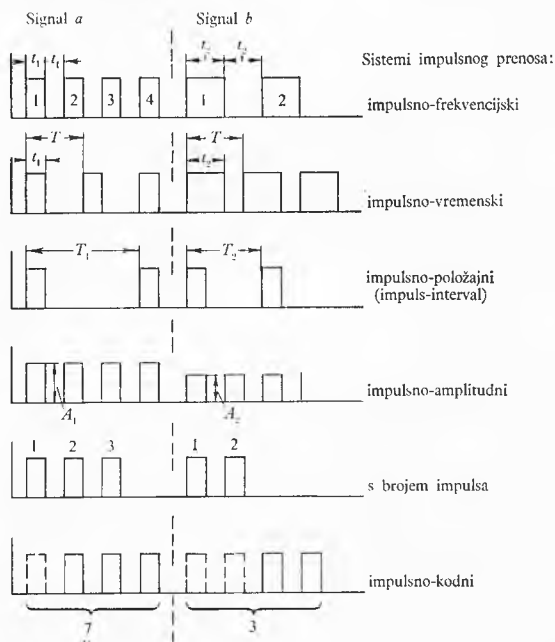 Signal a Signal b
Sistemi impulsnog prenosa:
t₁ t₁ t₂ t₂
1 2 3 4 1 2
impulsno-frekvencijski
T T
t₁ t₂
impulsno-vremenski
T₁ T₂
impulsno-položajni
(impuls-interval)
impulsno-amplitudni
A₁ A₂
1 2 3 1 2
s brojem impulsa
impulsno-kodni
7 3